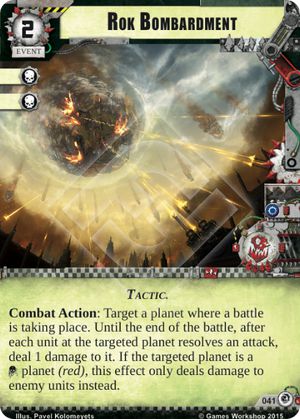 2
ROK BOMBARDMENT
EVENT
TACTIC.
Combat Action: Target a planet where a battle
is taking place. Until the end of the battle, after
each unit at the targeted planet resolves an attack,
deal 1 damage to it. If the targeted planet is a
planet (red), this effect only deals damage to
enemy units instead.
041
Illus. Pavel Kolomeyets
© Games Workshop 2015